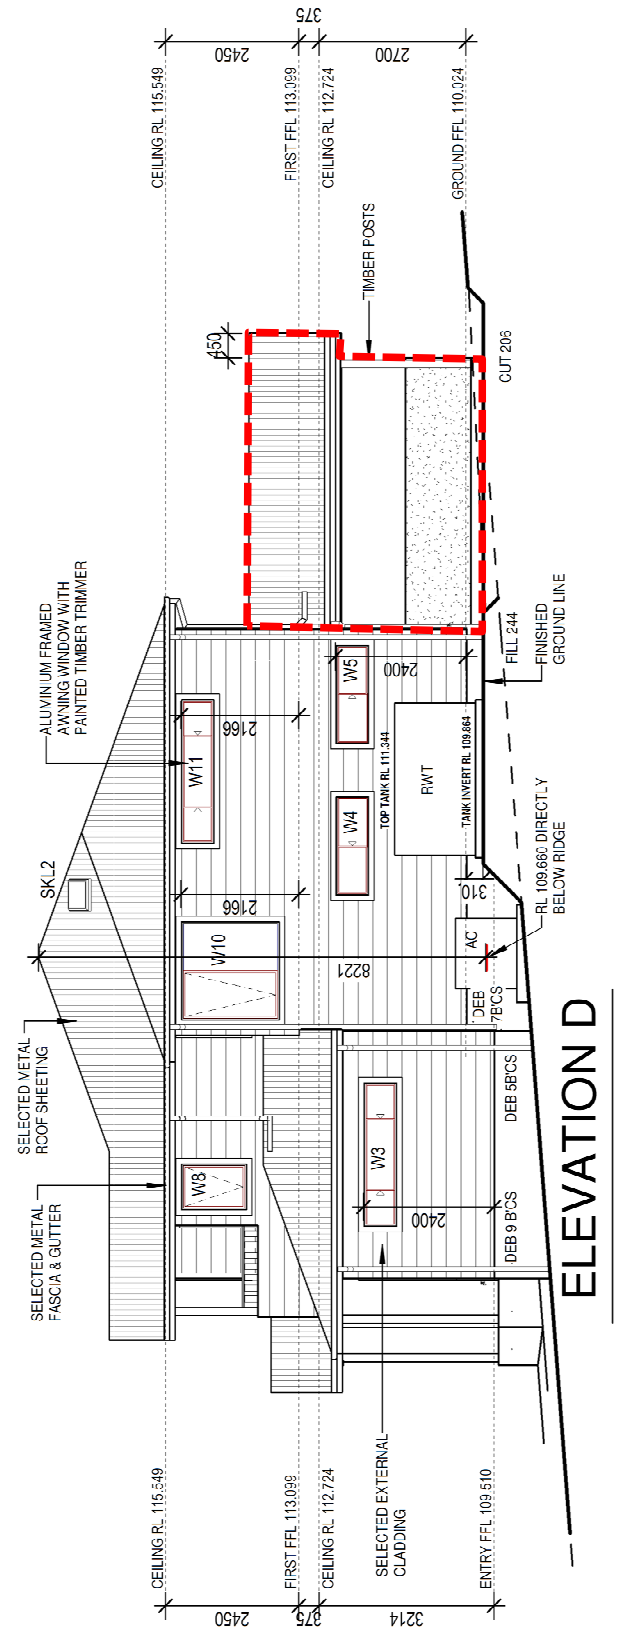 SKL2
SELECTED METAL
ROOF SHEETING
SELECTED METAL
FASCIA & GUTTER
ALUMINIUM FRAMED
AWNING WINDOW WITH
PAINTED TIMBER TRIMMER
CEILING RL 115.549
CEILING RL 115.549
2450
2450
FIRST FFL 113.099
FIRST FFL 113.099
375
375
CEILING RL 112.724
CEILING RL 112.724
3214
2700
ENTRY FFL 109.510
GROUND FFL 110.024
W8
W10
W11
2166
2166
450
W3
W4
W5
2400
2400
8221
TIMBER POSTS
SELECTED EXTERNAL
CLADDING
TOP TANK RL 111.344
RWT
TANK INVERT RL 109.864
AC
310
DEB
7B'CS
DEB 5B'CS
DEB 9 B'CS
RL 109.660 DIRECTLY
BELOW RIDGE
FILL 244
FINISHED
GROUND LINE
CUT 206
ELEVATION D